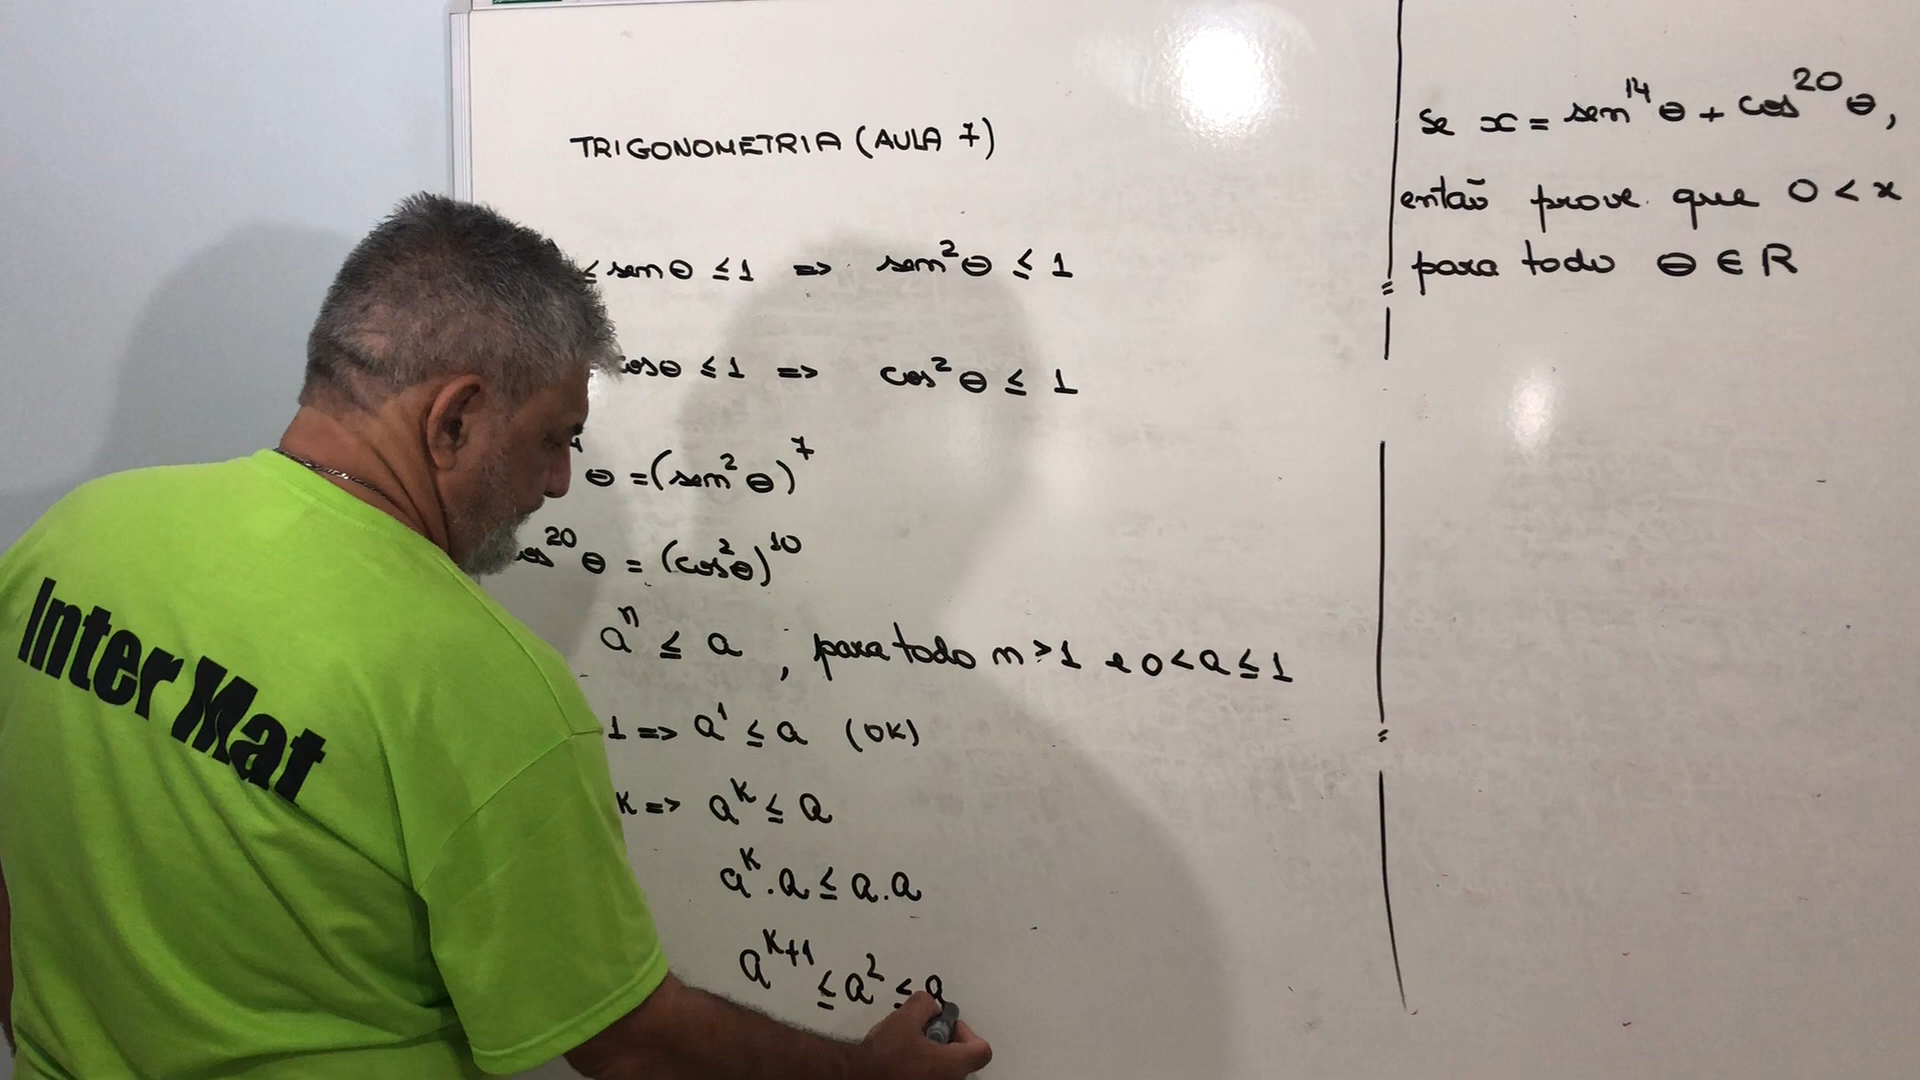 TRIGONOMETRIA (AULA 7)
≤ sen θ ≤ 1 => sen²θ ≤ 1
cos θ ≤ 1 => cos²θ ≤ 1
θ = (sen²θ)⁷
²⁰θ = (cos²θ)¹⁰
aⁿ ≤ a , para todo n > 1 e 0 < a ≤ 1
1 => a¹ ≤ a (OK)
K => aᴷ ≤ a
aᴷ . a ≤ a . a
aᴷ⁺¹ ≤ a² ≤ a
Se x = sen¹⁴θ + cos²⁰θ,
então prove que 0 < x
≤
para todo θ ∈ R
Inter Mat